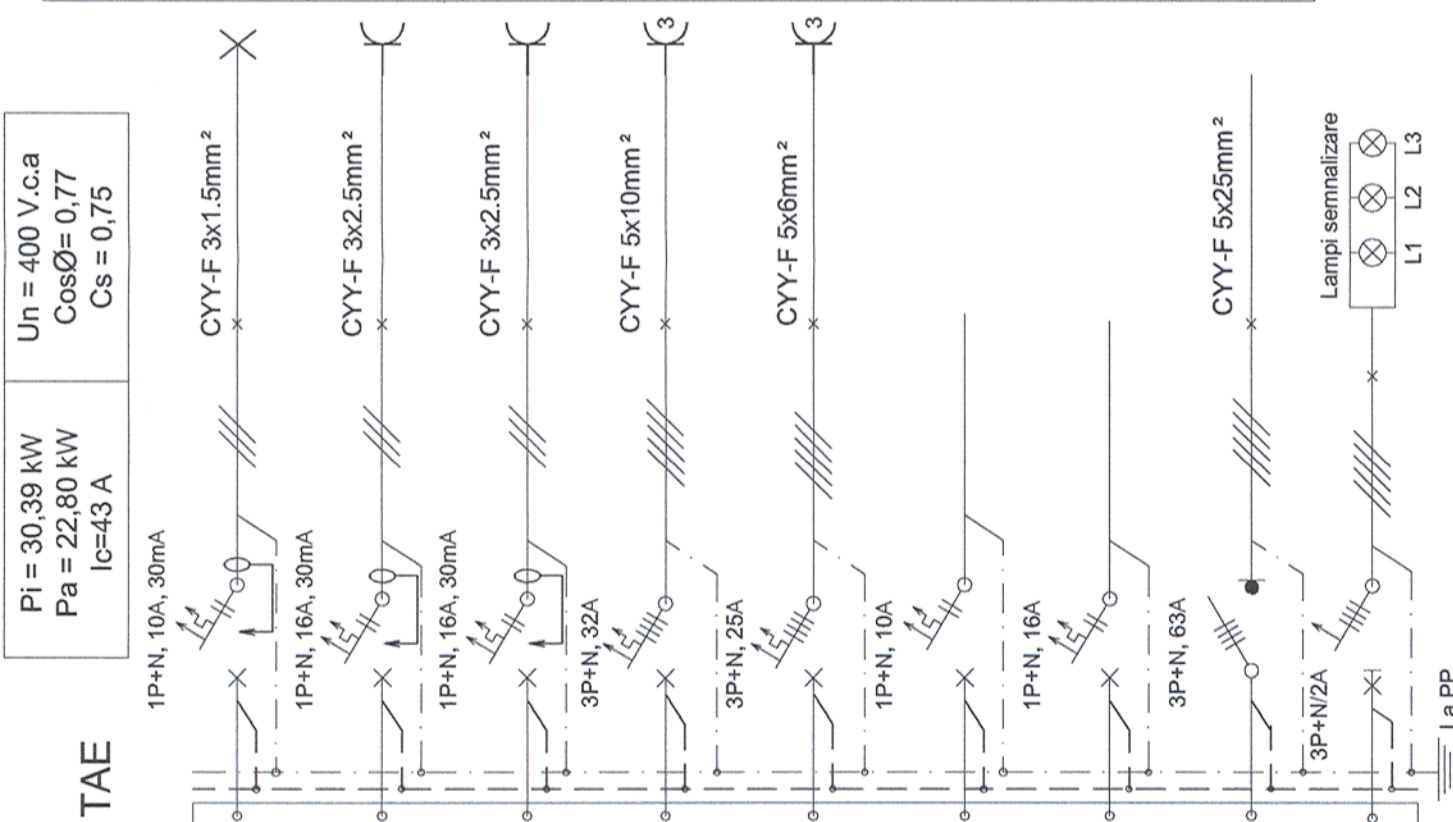 TAE
Pi = 30,39 kW
Pa = 22,80 kW
Ic=43 A
Un = 400 V.c.a
CosØ= 0,77
Cs = 0,75
1P+N, 10A, 30mA
CYY-F 3x1.5mm²
1P+N, 16A, 30mA
CYY-F 3x2.5mm²
1P+N, 16A, 30mA
CYY-F 3x2.5mm²
3P+N, 32A
CYY-F 5x10mm²
3
3P+N, 25A
CYY-F 5x6mm²
3
1P+N, 10A
1P+N, 16A
3P+N, 63A
CYY-F 5x25mm²
3P+N/2A
Lampi semnalizare
L1 L2 L3
La PP